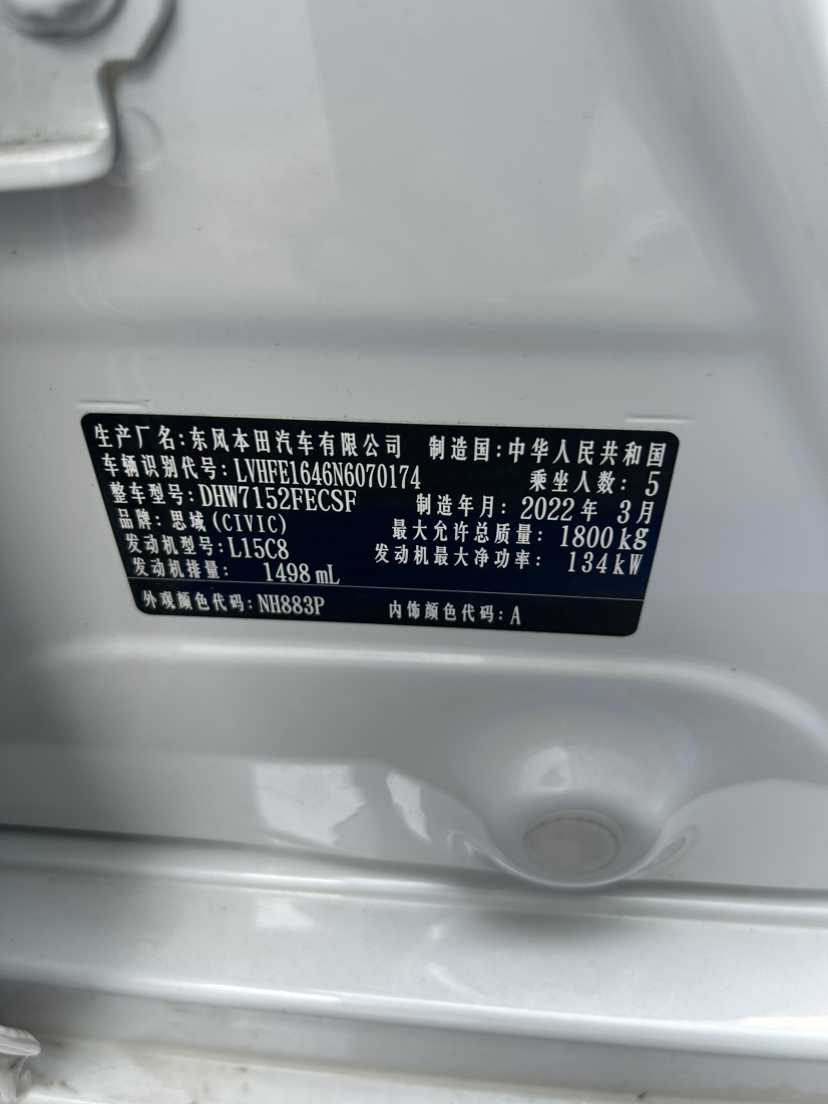 生产厂名:东风本田汽车有限公司 制造国:中华人民共和国
车辆识别代号:LVHFE1646N6070174 乘坐人数: 5
整车型号:DHW7152FECSF 制造年月: 2022年 3月
品牌:思域(CIVIC) 最大允许总质量: 1800kg
发动机型号:L15C8 发动机最大净功率: 134kW
发动机排量: 1498mL
外观颜色代码:NH883P 内饰颜色代码:A